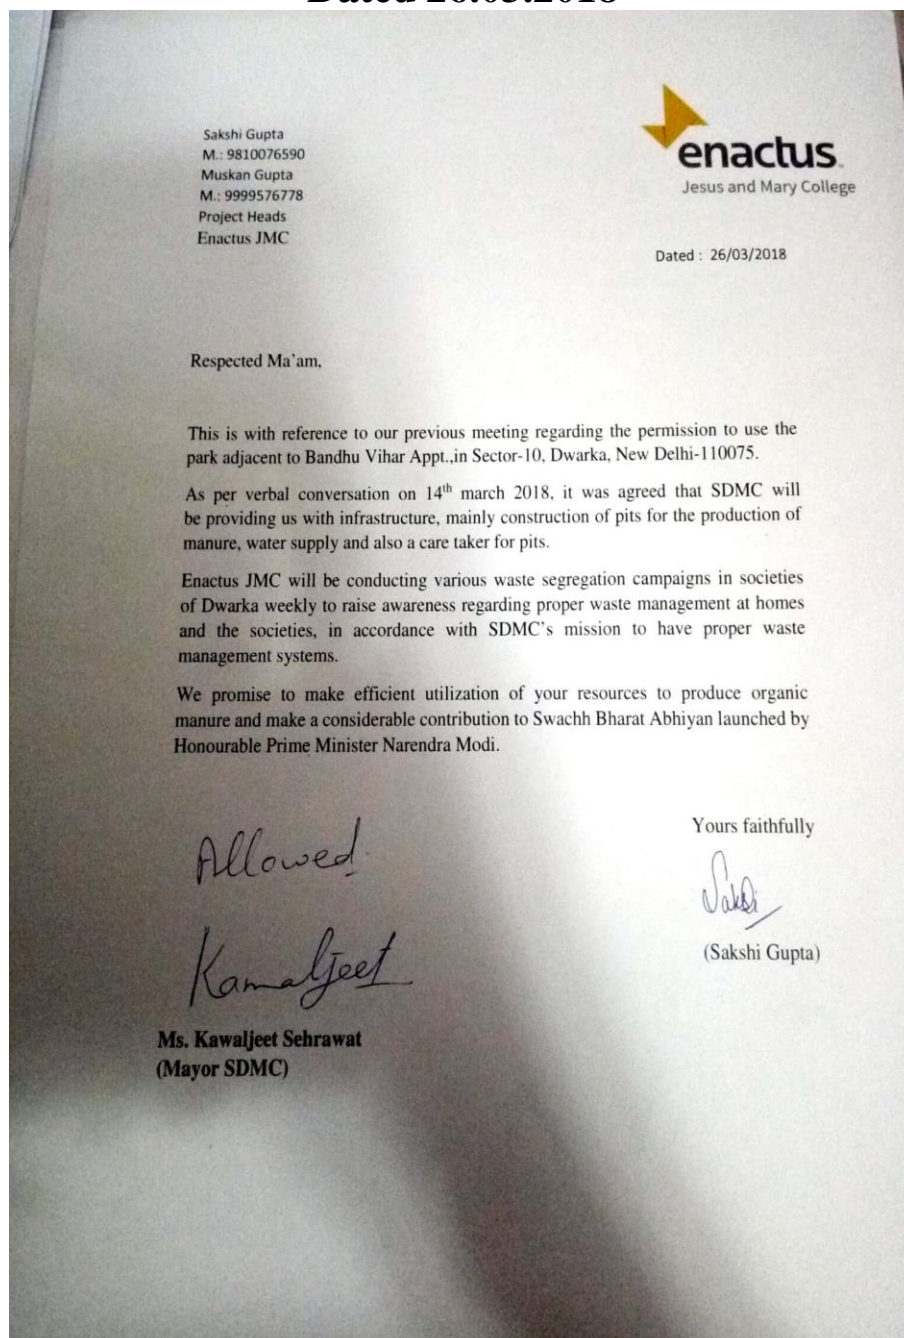 Dated 26.03.2018
Sakshi Gupta
M.: 9810076590
Muskan Gupta
M.: 9999576778
Project Heads
Enactus JMC
enactus
Jesus and Mary College
Dated : 26/03/2018
Respected Ma'am,
This is with reference to our previous meeting regarding the permission to use the
park adjacent to Bandhu Vihar Appt.,in Sector-10, Dwarka, New Delhi-110075.
As per verbal conversation on 14th march 2018, it was agreed that SDMC will
be providing us with infrastructure, mainly construction of pits for the production of
manure, water supply and also a care taker for pits.
Enactus JMC will be conducting various waste segregation campaigns in societies
of Dwarka weekly to raise awareness regarding proper waste management at homes
and the societies, in accordance with SDMC's mission to have proper waste
management systems.
We promise to make efficient utilization of your resources to produce organic
manure and make a considerable contribution to Swachh Bharat Abhiyan launched by
Honourable Prime Minister Narendra Modi.
Allowed.
Kamaljeet
Ms. Kawaljeet Sehrawat
(Mayor SDMC)
Yours faithfully
Sakshi
(Sakshi Gupta)